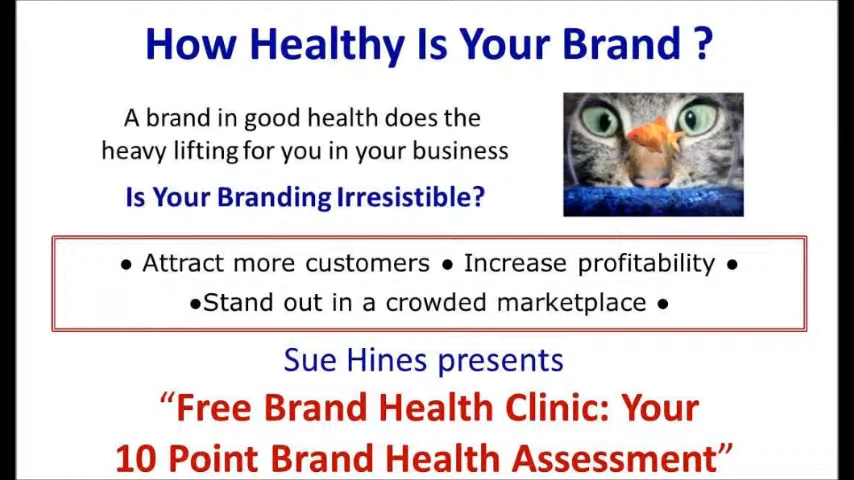 How Healthy Is Your Brand ?
A brand in good health does the
heavy lifting for you in your business
Is Your Branding Irresistible?
● Attract more customers ● Increase profitability ●
●Stand out in a crowded marketplace ●
Sue Hines presents
“Free Brand Health Clinic: Your
10 Point Brand Health Assessment”